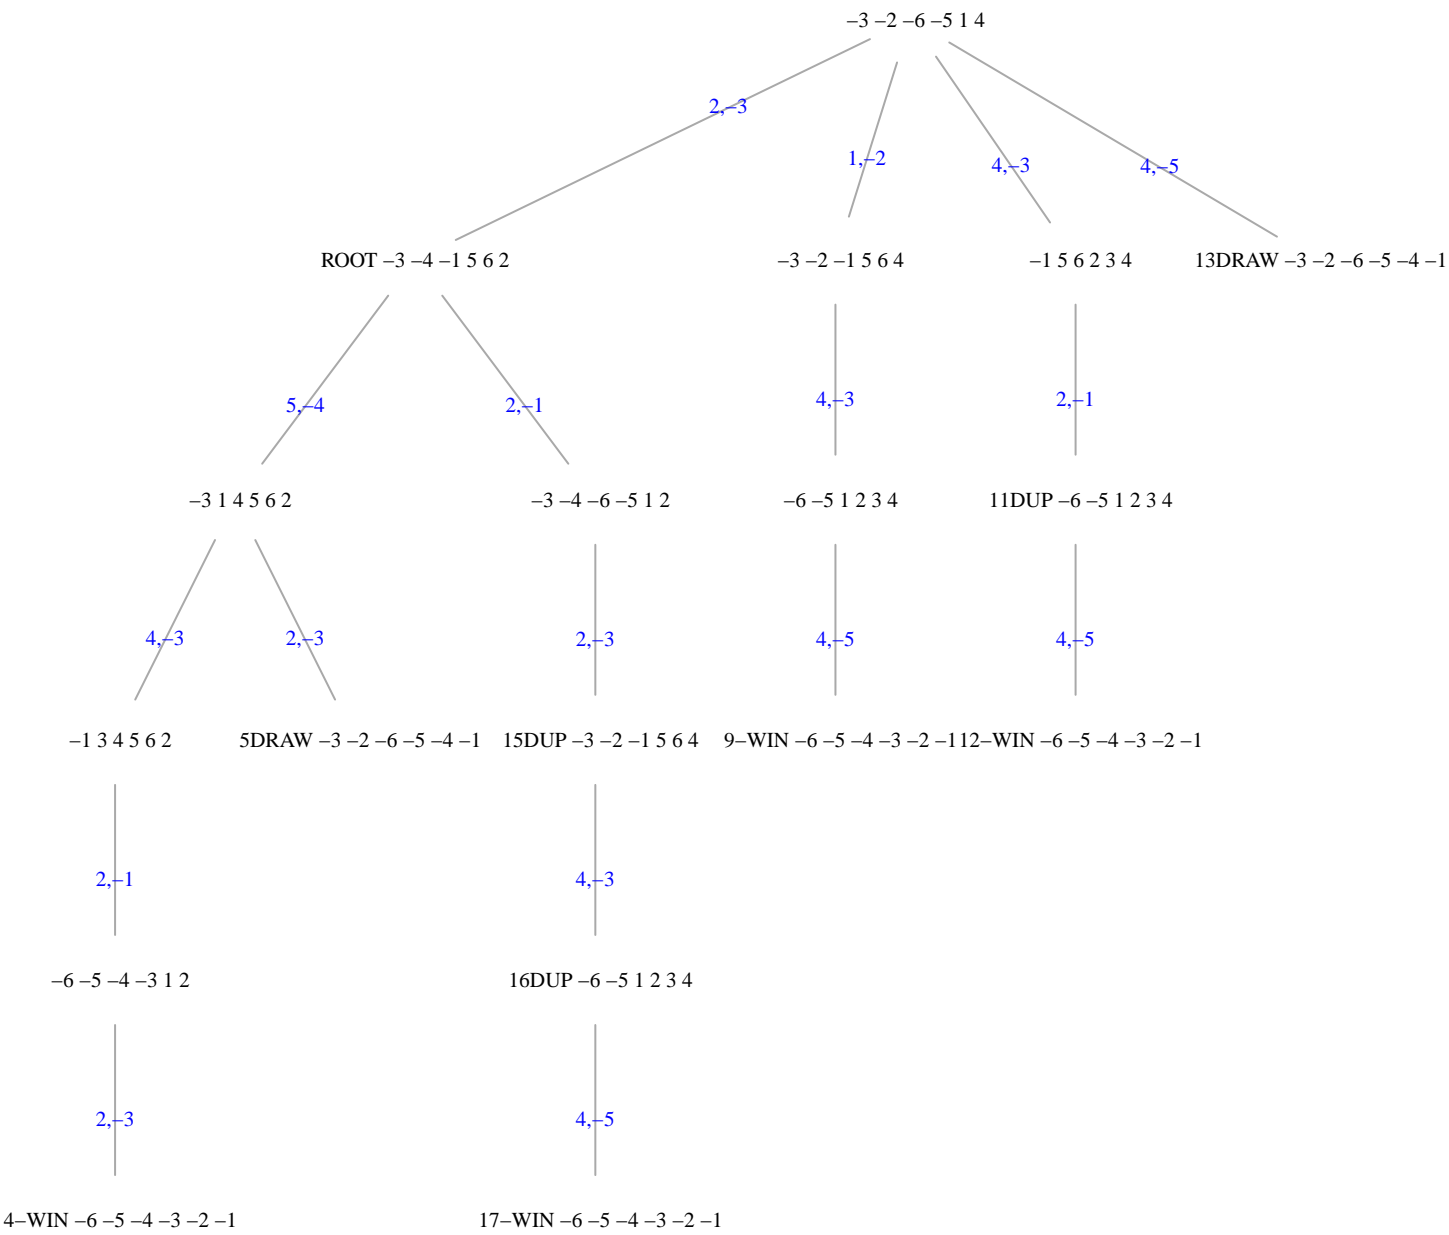 –3 –2 –6 –5 1 4
2,–3
1,–2
4,–3
4,–5
ROOT –3 –4 –1 5 6 2
–3 –2 –1 5 6 4
–1 5 6 2 3 4
13DRAW –3 –2 –6 –5 –4 –1
5,–4
2,–1
4,–3
2,–1
–3 1 4 5 6 2
–3 –4 –6 –5 1 2
–6 –5 1 2 3 4
11DUP –6 –5 1 2 3 4
4,–3
2,–3
2,–3
4,–5
4,–5
–1 3 4 5 6 2
5DRAW –3 –2 –6 –5 –4 –1
15DUP –3 –2 –1 5 6 4
9–WIN –6 –5 –4 –3 –2 –1
12–WIN –6 –5 –4 –3 –2 –1
2,–1
4,–3
–6 –5 –4 –3 1 2
16DUP –6 –5 1 2 3 4
2,–3
4,–5
4–WIN –6 –5 –4 –3 –2 –1
17–WIN –6 –5 –4 –3 –2 –1